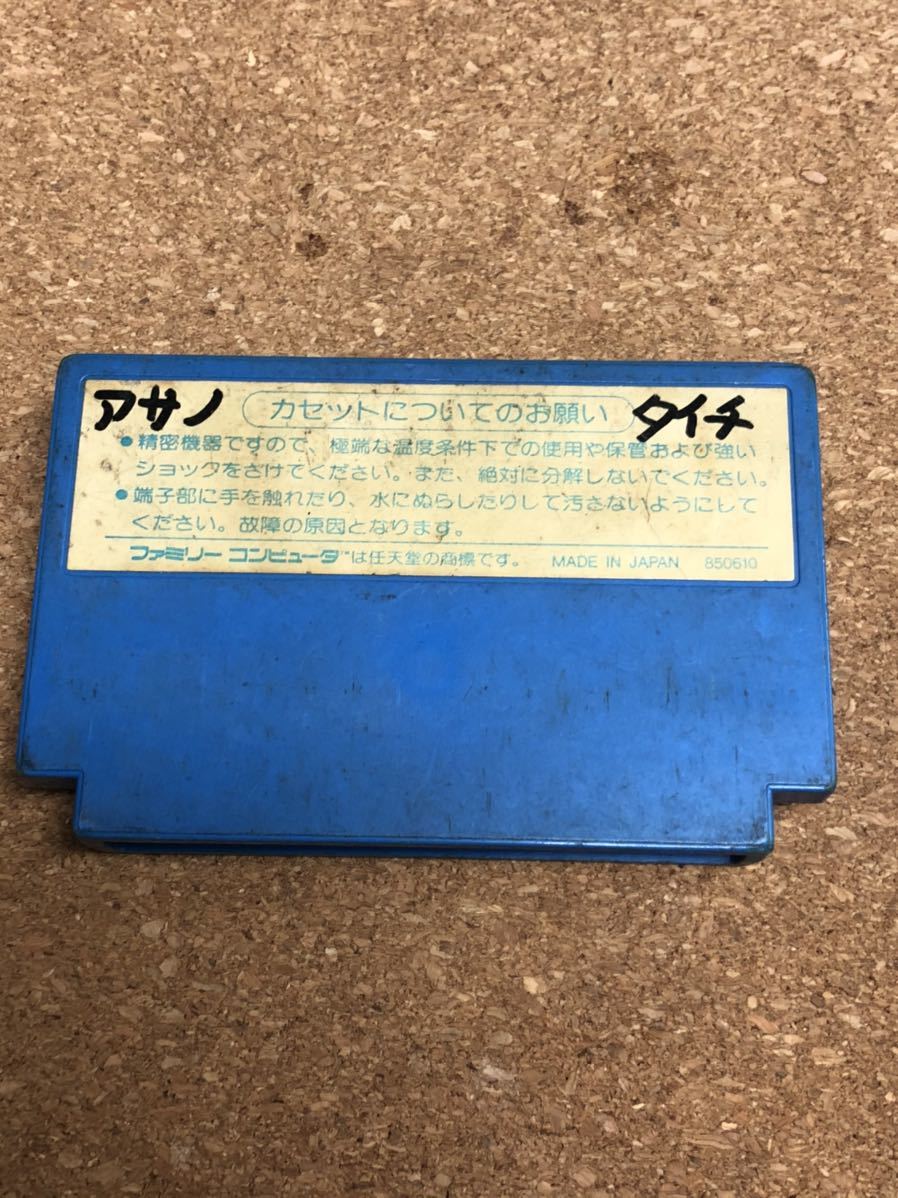 アサノ カセットについてのお願い タイチ
●精密機器ですので、極端な温度条件下での使用や保管および強い
ショックをさけてください。また、絶対に分解しないでください。
●端子部に手を触れたり、水にぬらしたりして汚さないようにして
ください。故障の原因となります。
ファミリー コンピュータ™は任天堂の商標です。 MADE IN JAPAN 850610